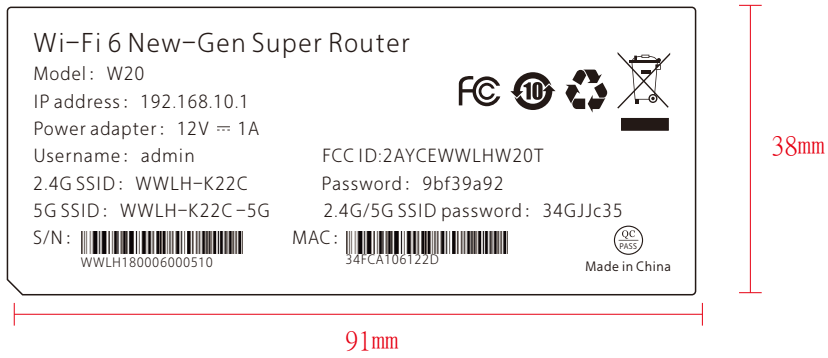 Wi-Fi 6 New-Gen Super Router
Model: W20
IP address: 192.168.10.1
Power adapter: 12V ⎓ 1A
FC 10
Username: admin FCC ID:2AYCEWWLHW20T
2.4G SSID: WWLH-K22C Password: 9bf39a92
5G SSID: WWLH-K22C-5G 2.4G/5G SSID password: 34GJJc35
S/N: MAC:
WWLH180006000510 34FCA106122D
QC
PASS
Made in China
38mm
91mm